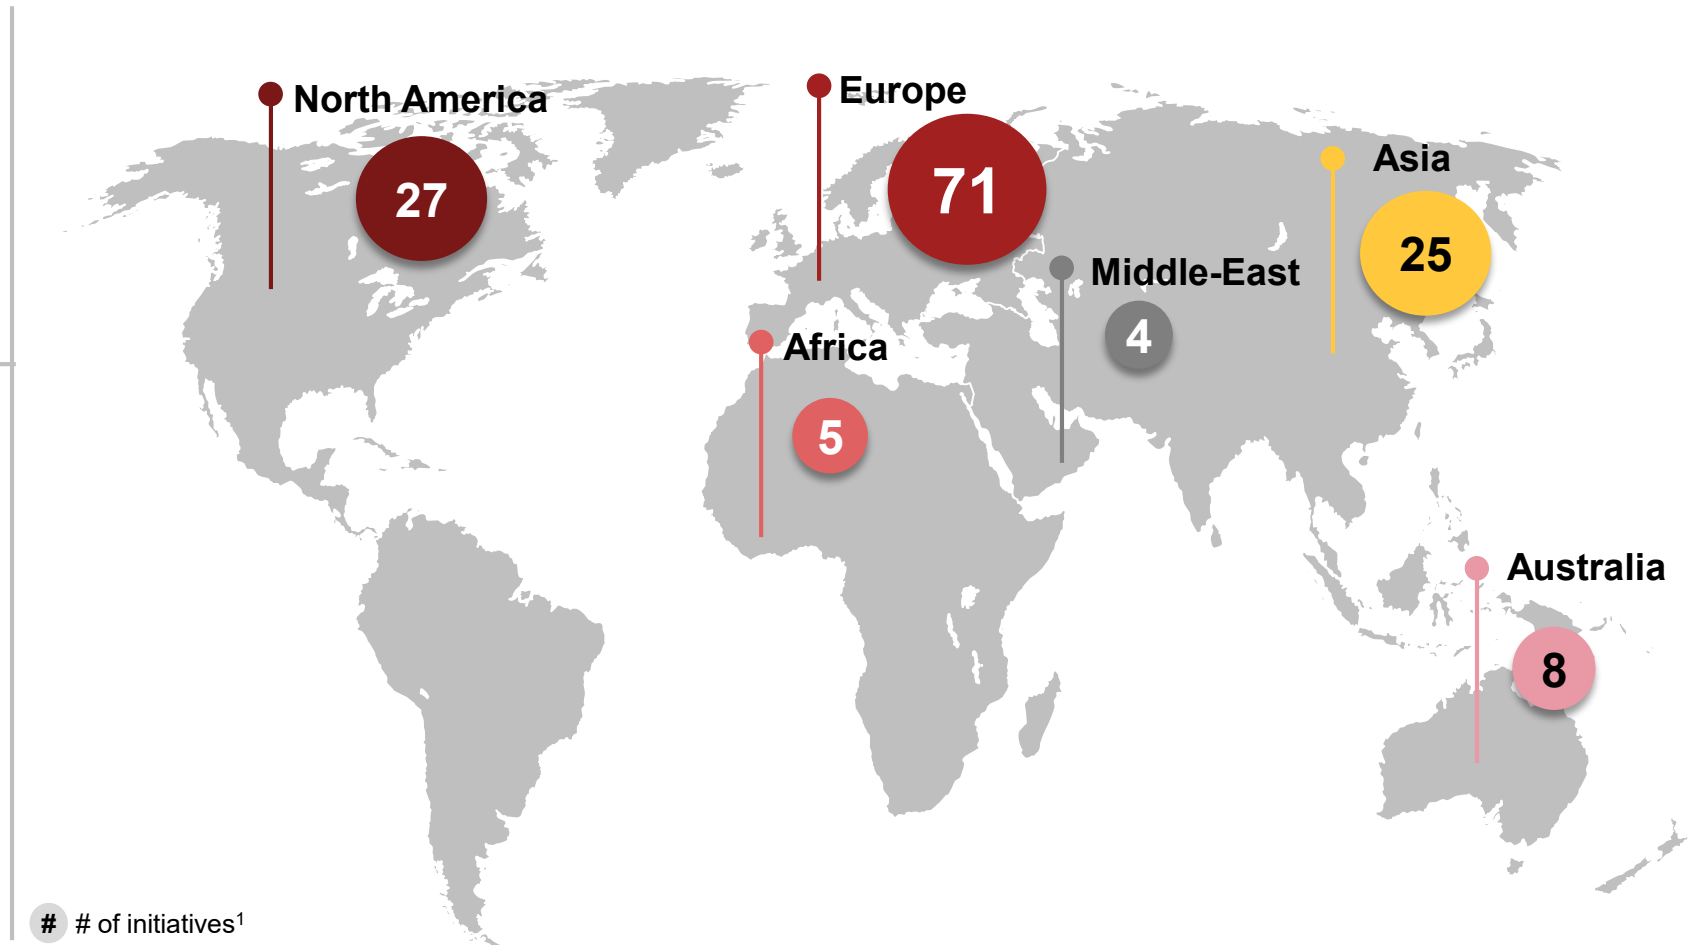 North America
27
Europe
71
Asia
25
Middle-East
4
Africa
5
Australia
8
# # of initiatives¹